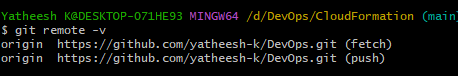 Yatheesh K@DESKTOP-071HE93 MINGW64 /d/DevOps/CloudFormation (main)
$ git remote -v
origin  https://github.com/yatheesh-k/DevOps.git (fetch)
origin  https://github.com/yatheesh-k/DevOps.git (push)